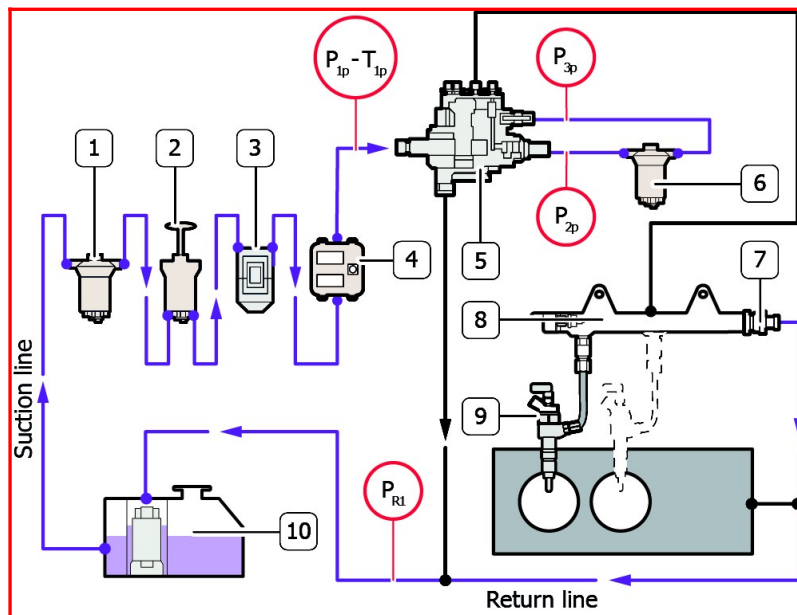 P1p - T1p
P3p
1
2
3
4
5
6
P2p
7
8
9
Suction line
10
PR1
Return line